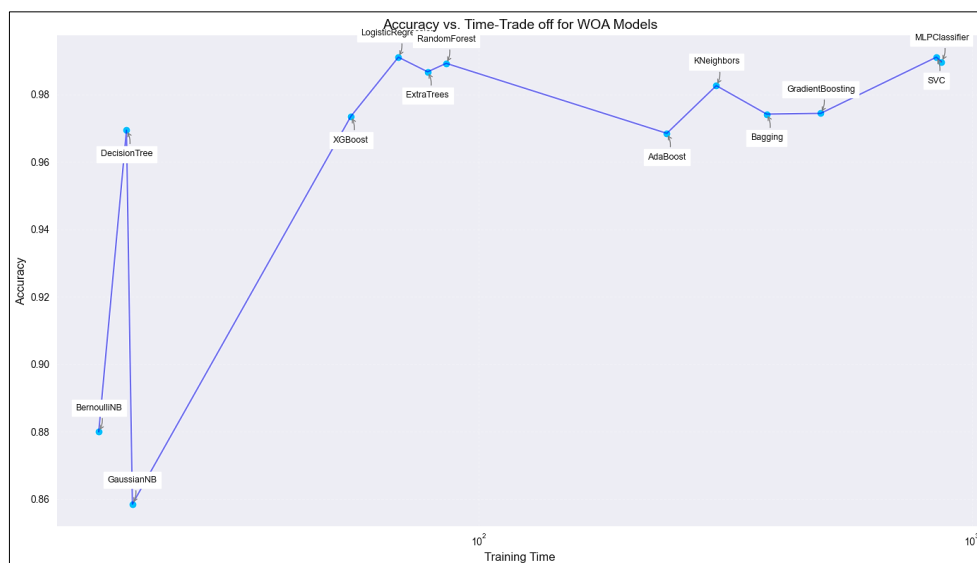 Accuracy vs. Time-Trade off for WOA Models
MLPClassifier
RandomForest
KNeighbors
SVC
0.98
ExtraTrees
GradientBoosting
XGBoost
Bagging
DecisionTree
AdaBoost
0.96
0.94
0.92
Accuracy
0.90
BernoulliNB
0.88
GaussianNB
0.86
10²
10³
Training Time